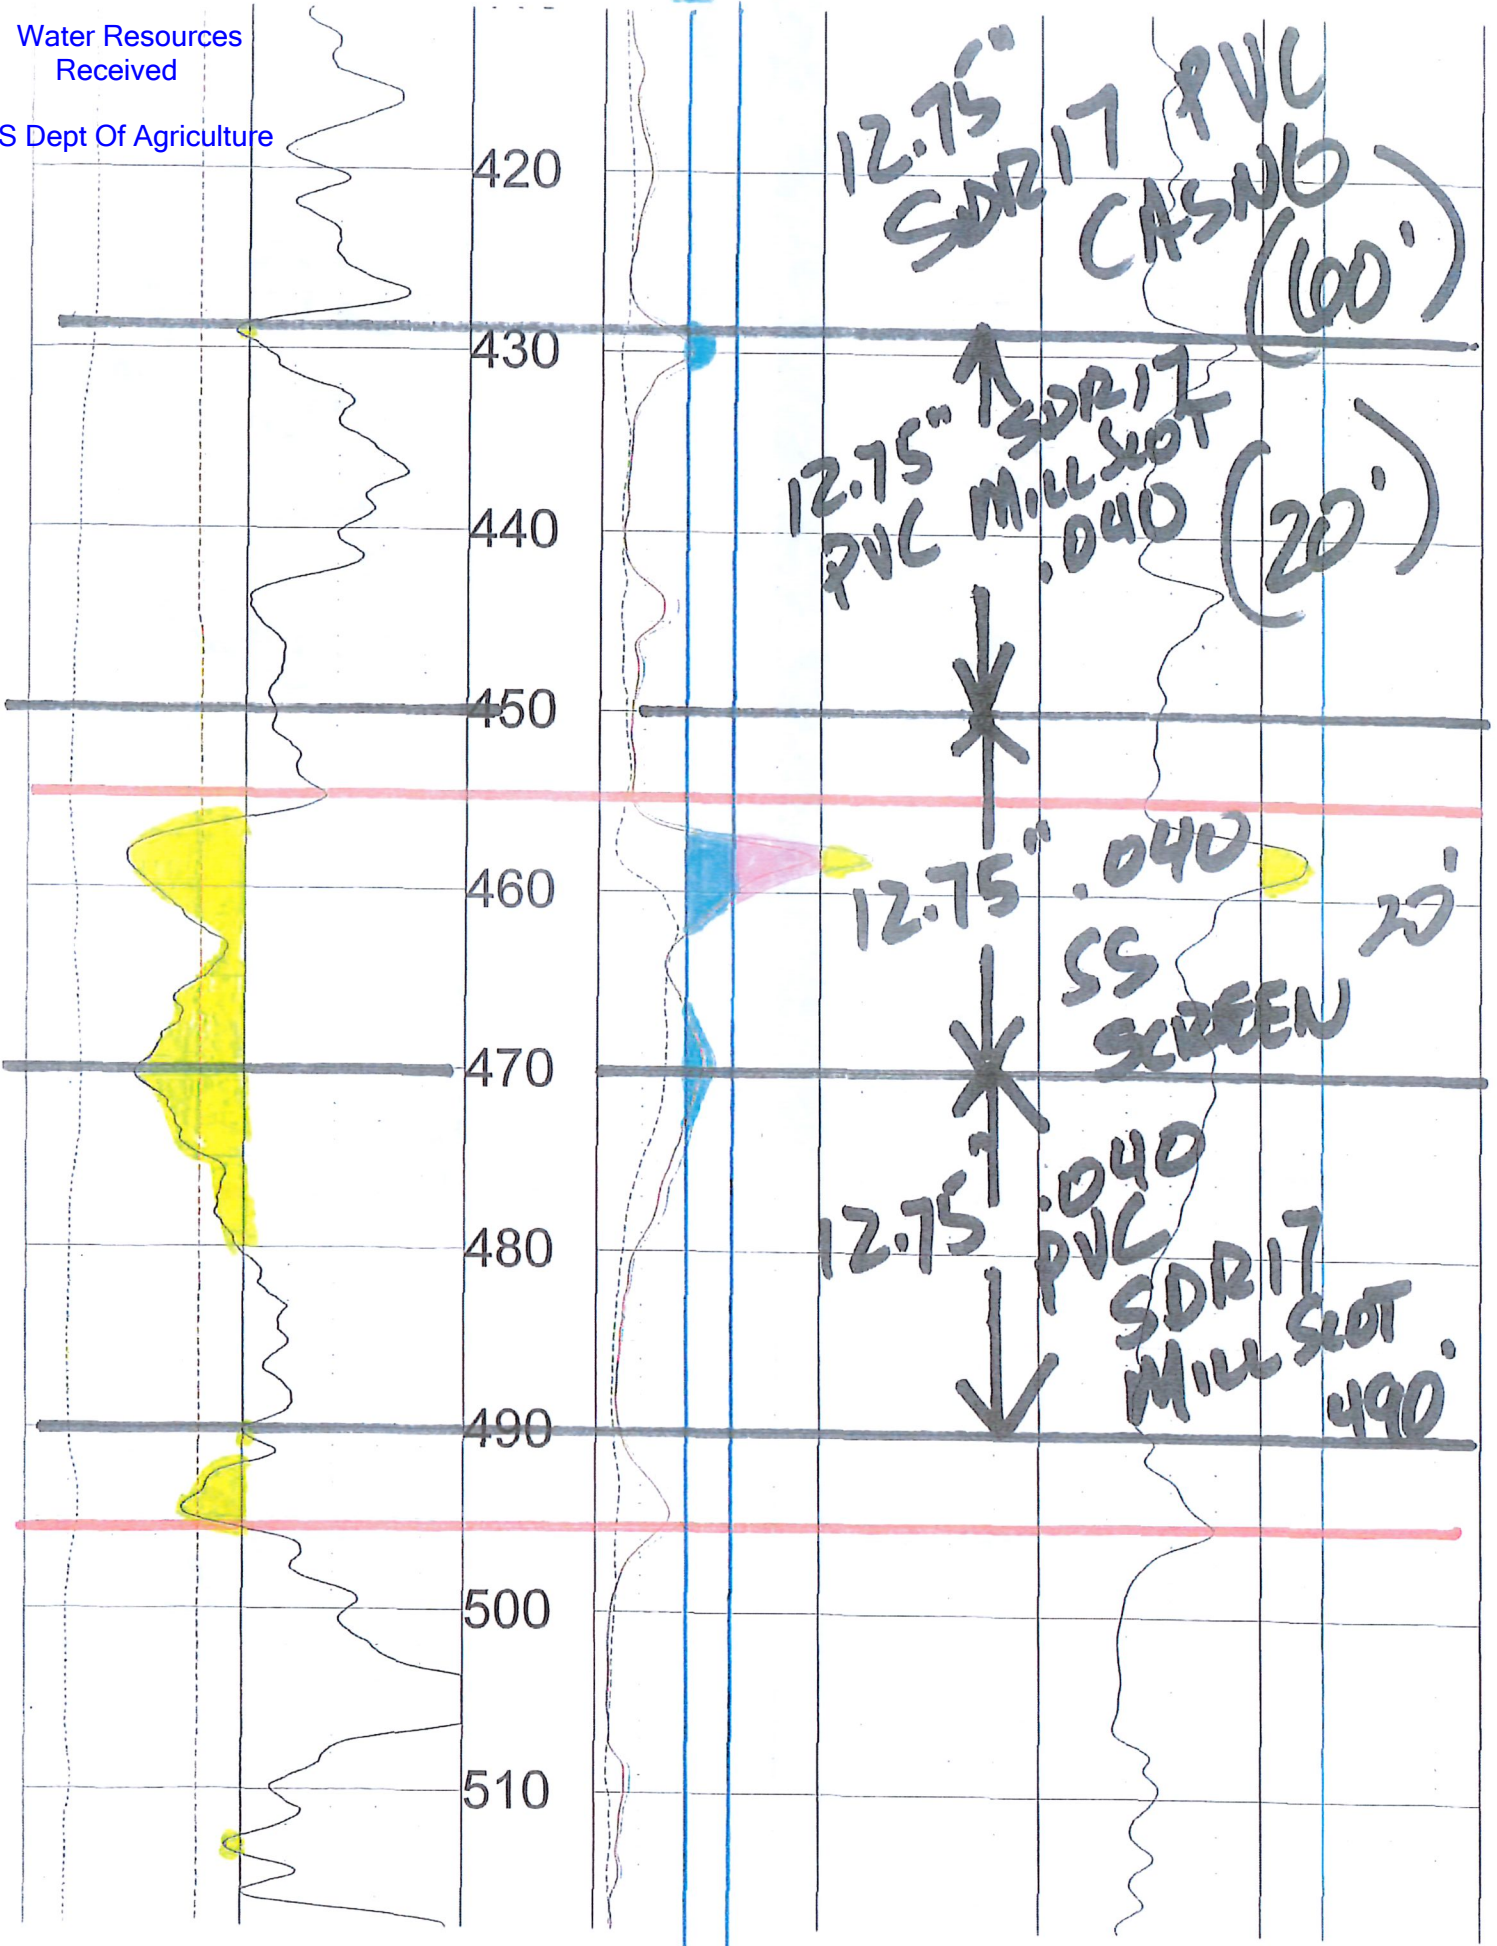 Water Resources
Received
S Dept Of Agriculture
12.75"
SDR17 PVC
CASNG
(60')
420
430
12.75" SDR17
PVC MILL SLOT
.040 (20')
440
450
12.75" .040
SS
SCREEN
20'
460
470
12.75" .040
PVC
SDR17
MILL SLOT
490'
480
490
500
510